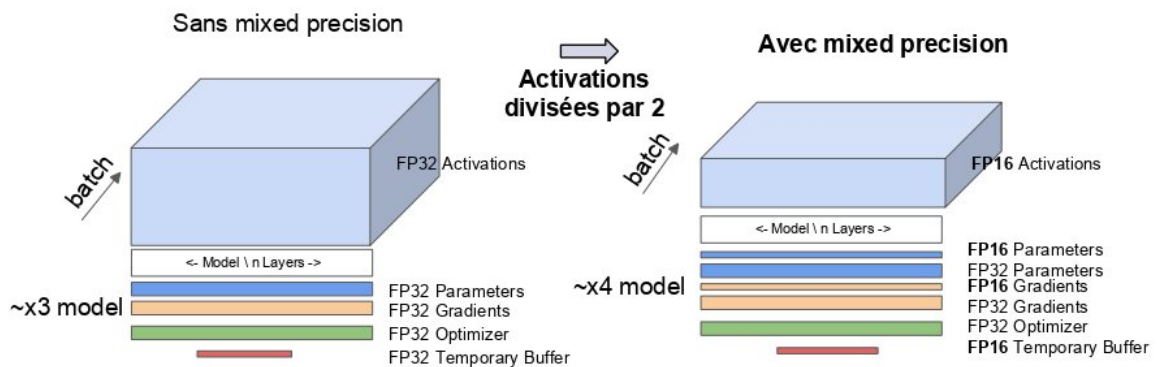 Sans mixed precision
Activations
divisées par 2
Avec mixed precision
batch
FP32 Activations
<- Model \ n Layers ->
~x3 model
FP32 Parameters
FP32 Gradients
FP32 Optimizer
FP32 Temporary Buffer
batch
FP16 Activations
<- Model \ n Layers ->
~x4 model
FP16 Parameters
FP32 Parameters
FP16 Gradients
FP32 Gradients
FP32 Optimizer
FP16 Temporary Buffer